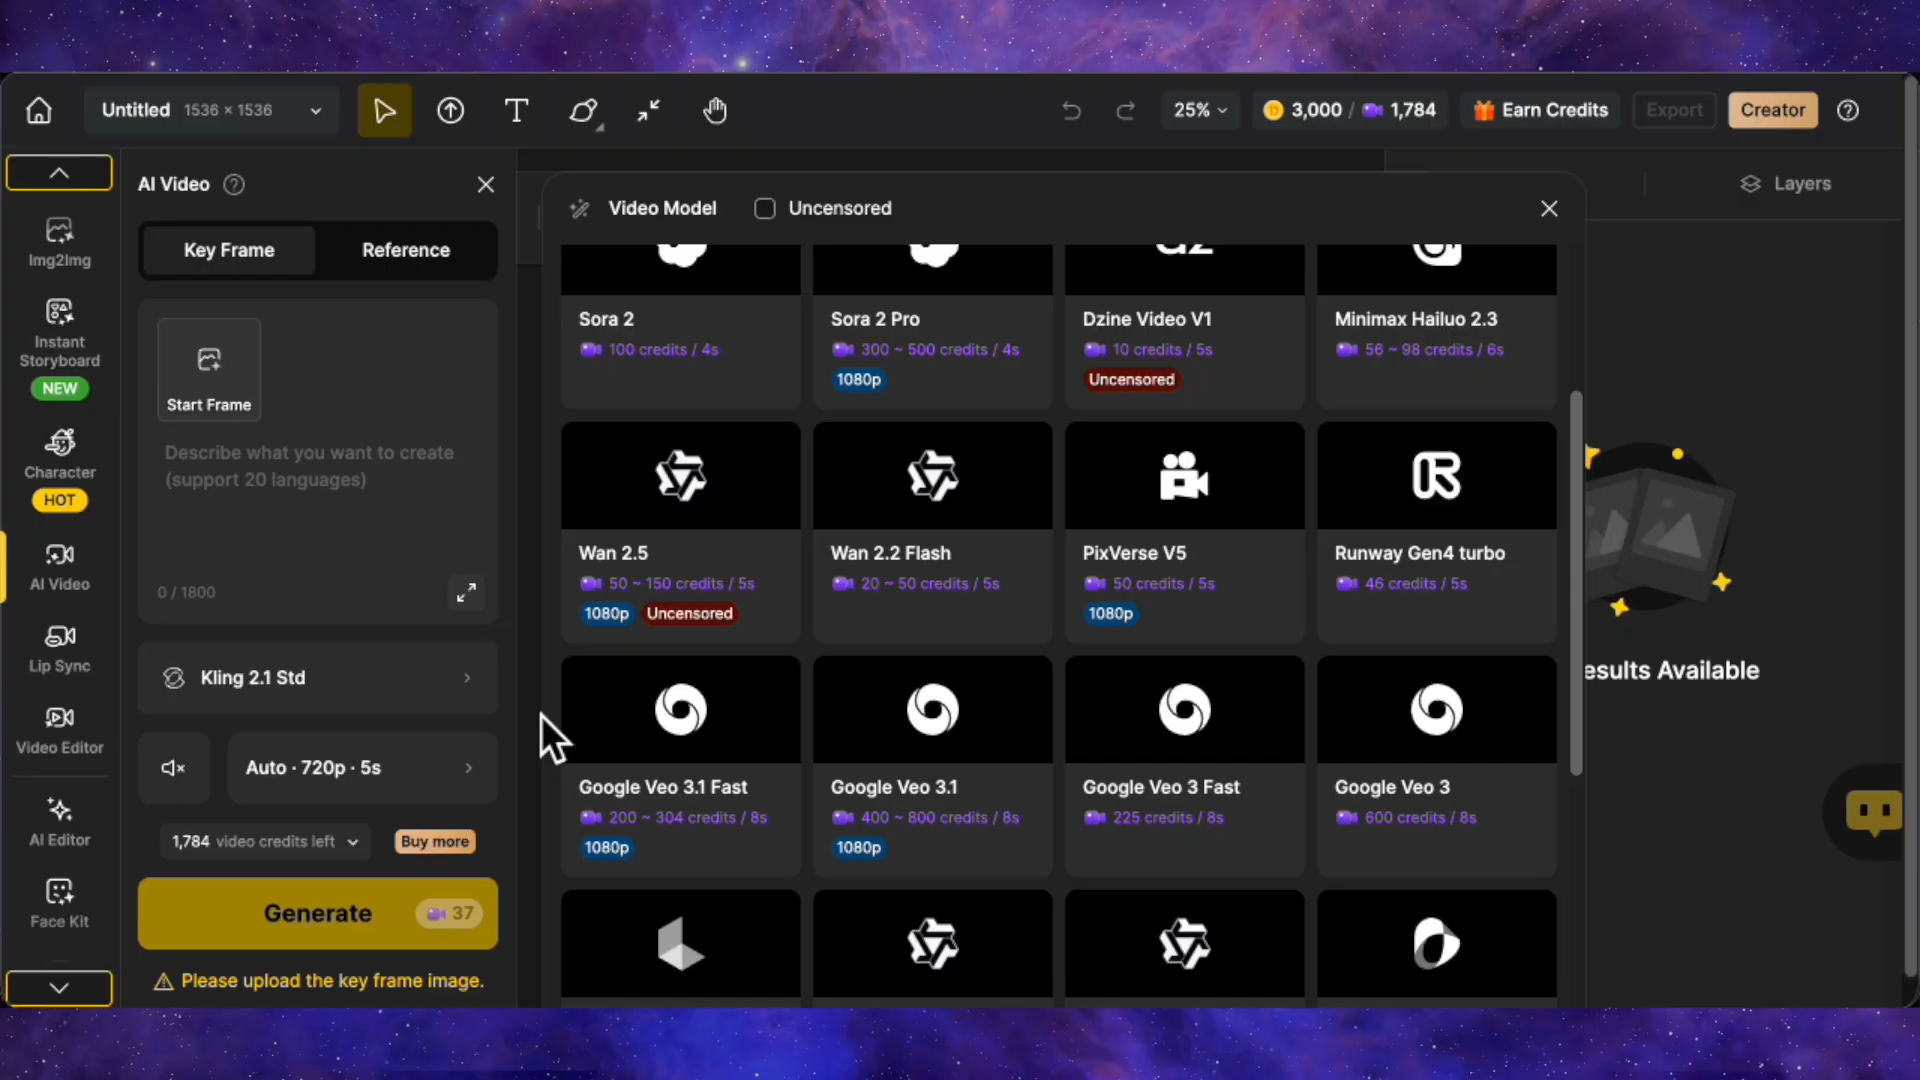 Untitled 1536 × 1536
25%
3,000 / 1,784
Earn Credits
Export
Creator
Img2Img
Instant
Storyboard
NEW
Character
HOT
AI Video
Lip Sync
Video Editor
AI Editor
Face Kit
AI Video
Key Frame
Reference
Start Frame
Describe what you want to create
(support 20 languages)
0 / 1800
Kling 2.1 Std
Auto · 720p · 5s
1,784 video credits left
Buy more
Generate 37
Please upload the key frame image.
Video Model
Uncensored
Sora 2
100 credits / 4s
Sora 2 Pro
300 ~ 500 credits / 4s
1080p
Dzine Video V1
10 credits / 5s
Uncensored
Minimax Hailuo 2.3
56 ~ 98 credits / 6s
Wan 2.5
50 ~ 150 credits / 5s
1080p Uncensored
Wan 2.2 Flash
20 ~ 50 credits / 5s
PixVerse V5
50 credits / 5s
1080p
Runway Gen4 turbo
46 credits / 5s
Google Veo 3.1 Fast
200 ~ 304 credits / 8s
1080p
Google Veo 3.1
400 ~ 800 credits / 8s
1080p
Google Veo 3 Fast
225 credits / 8s
Google Veo 3
600 credits / 8s
Layers
esults Available